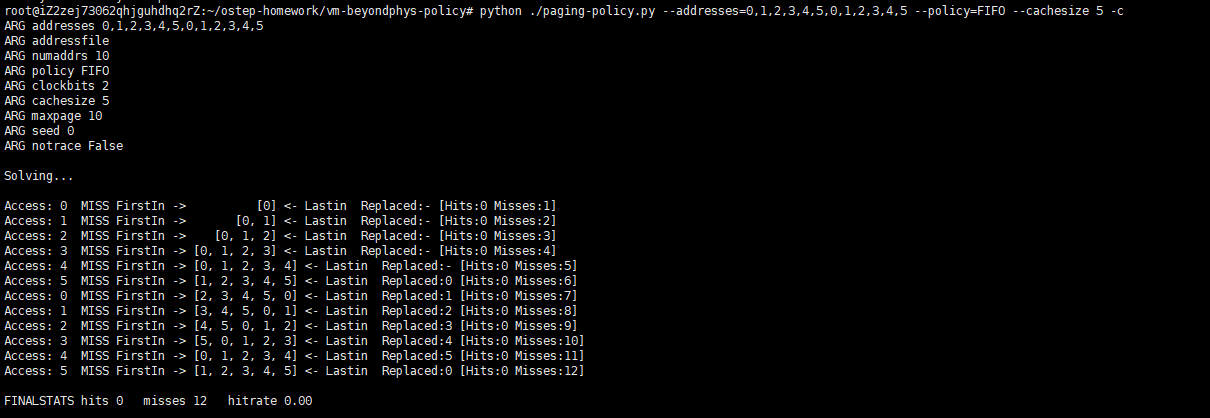 root@iZ2zej73062qhjguhdhq2rZ:~/ostep-homework/vm-beyondphys-policy# python ./paging-policy.py --addresses=0,1,2,3,4,5,0,1,2,3,4,5 --policy=FIFO --cachesize 5 -c
ARG addresses 0,1,2,3,4,5,0,1,2,3,4,5
ARG addressfile
ARG numaddrs 10
ARG policy FIFO
ARG clockbits 2
ARG cachesize 5
ARG maxpage 10
ARG seed 0
ARG notrace False
Solving...
Access: 0  MISS FirstIn ->          [0] <- Lastin  Replaced:- [Hits:0 Misses:1]
Access: 1  MISS FirstIn ->       [0, 1] <- Lastin  Replaced:- [Hits:0 Misses:2]
Access: 2  MISS FirstIn ->    [0, 1, 2] <- Lastin  Replaced:- [Hits:0 Misses:3]
Access: 3  MISS FirstIn -> [0, 1, 2, 3] <- Lastin  Replaced:- [Hits:0 Misses:4]
Access: 4  MISS FirstIn -> [0, 1, 2, 3, 4] <- Lastin  Replaced:- [Hits:0 Misses:5]
Access: 5  MISS FirstIn -> [1, 2, 3, 4, 5] <- Lastin  Replaced:0 [Hits:0 Misses:6]
Access: 0  MISS FirstIn -> [2, 3, 4, 5, 0] <- Lastin  Replaced:1 [Hits:0 Misses:7]
Access: 1  MISS FirstIn -> [3, 4, 5, 0, 1] <- Lastin  Replaced:2 [Hits:0 Misses:8]
Access: 2  MISS FirstIn -> [4, 5, 0, 1, 2] <- Lastin  Replaced:3 [Hits:0 Misses:9]
Access: 3  MISS FirstIn -> [5, 0, 1, 2, 3] <- Lastin  Replaced:4 [Hits:0 Misses:10]
Access: 4  MISS FirstIn -> [0, 1, 2, 3, 4] <- Lastin  Replaced:5 [Hits:0 Misses:11]
Access: 5  MISS FirstIn -> [1, 2, 3, 4, 5] <- Lastin  Replaced:0 [Hits:0 Misses:12]
FINALSTATS hits 0   misses 12   hitrate 0.00